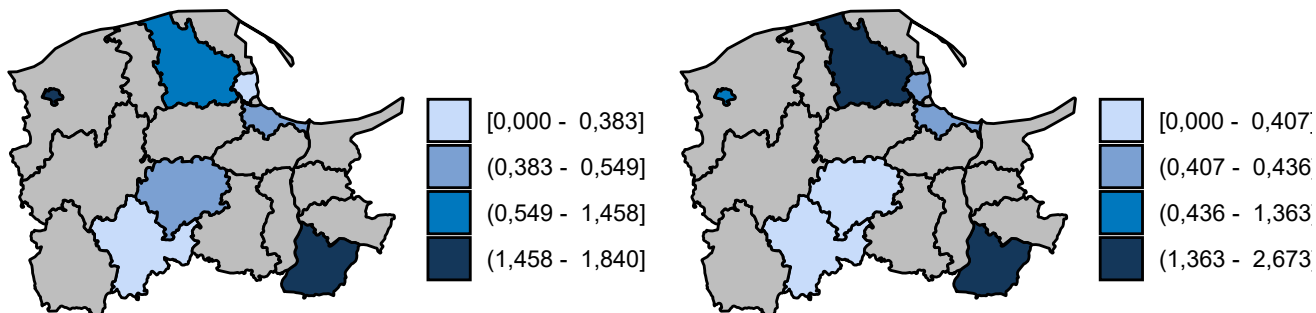 [0,000 - 0,383]
(0,383 - 0,549]
(0,549 - 1,458]
(1,458 - 1,840]
[0,000 - 0,407]
(0,407 - 0,436]
(0,436 - 1,363]
(1,363 - 2,673]